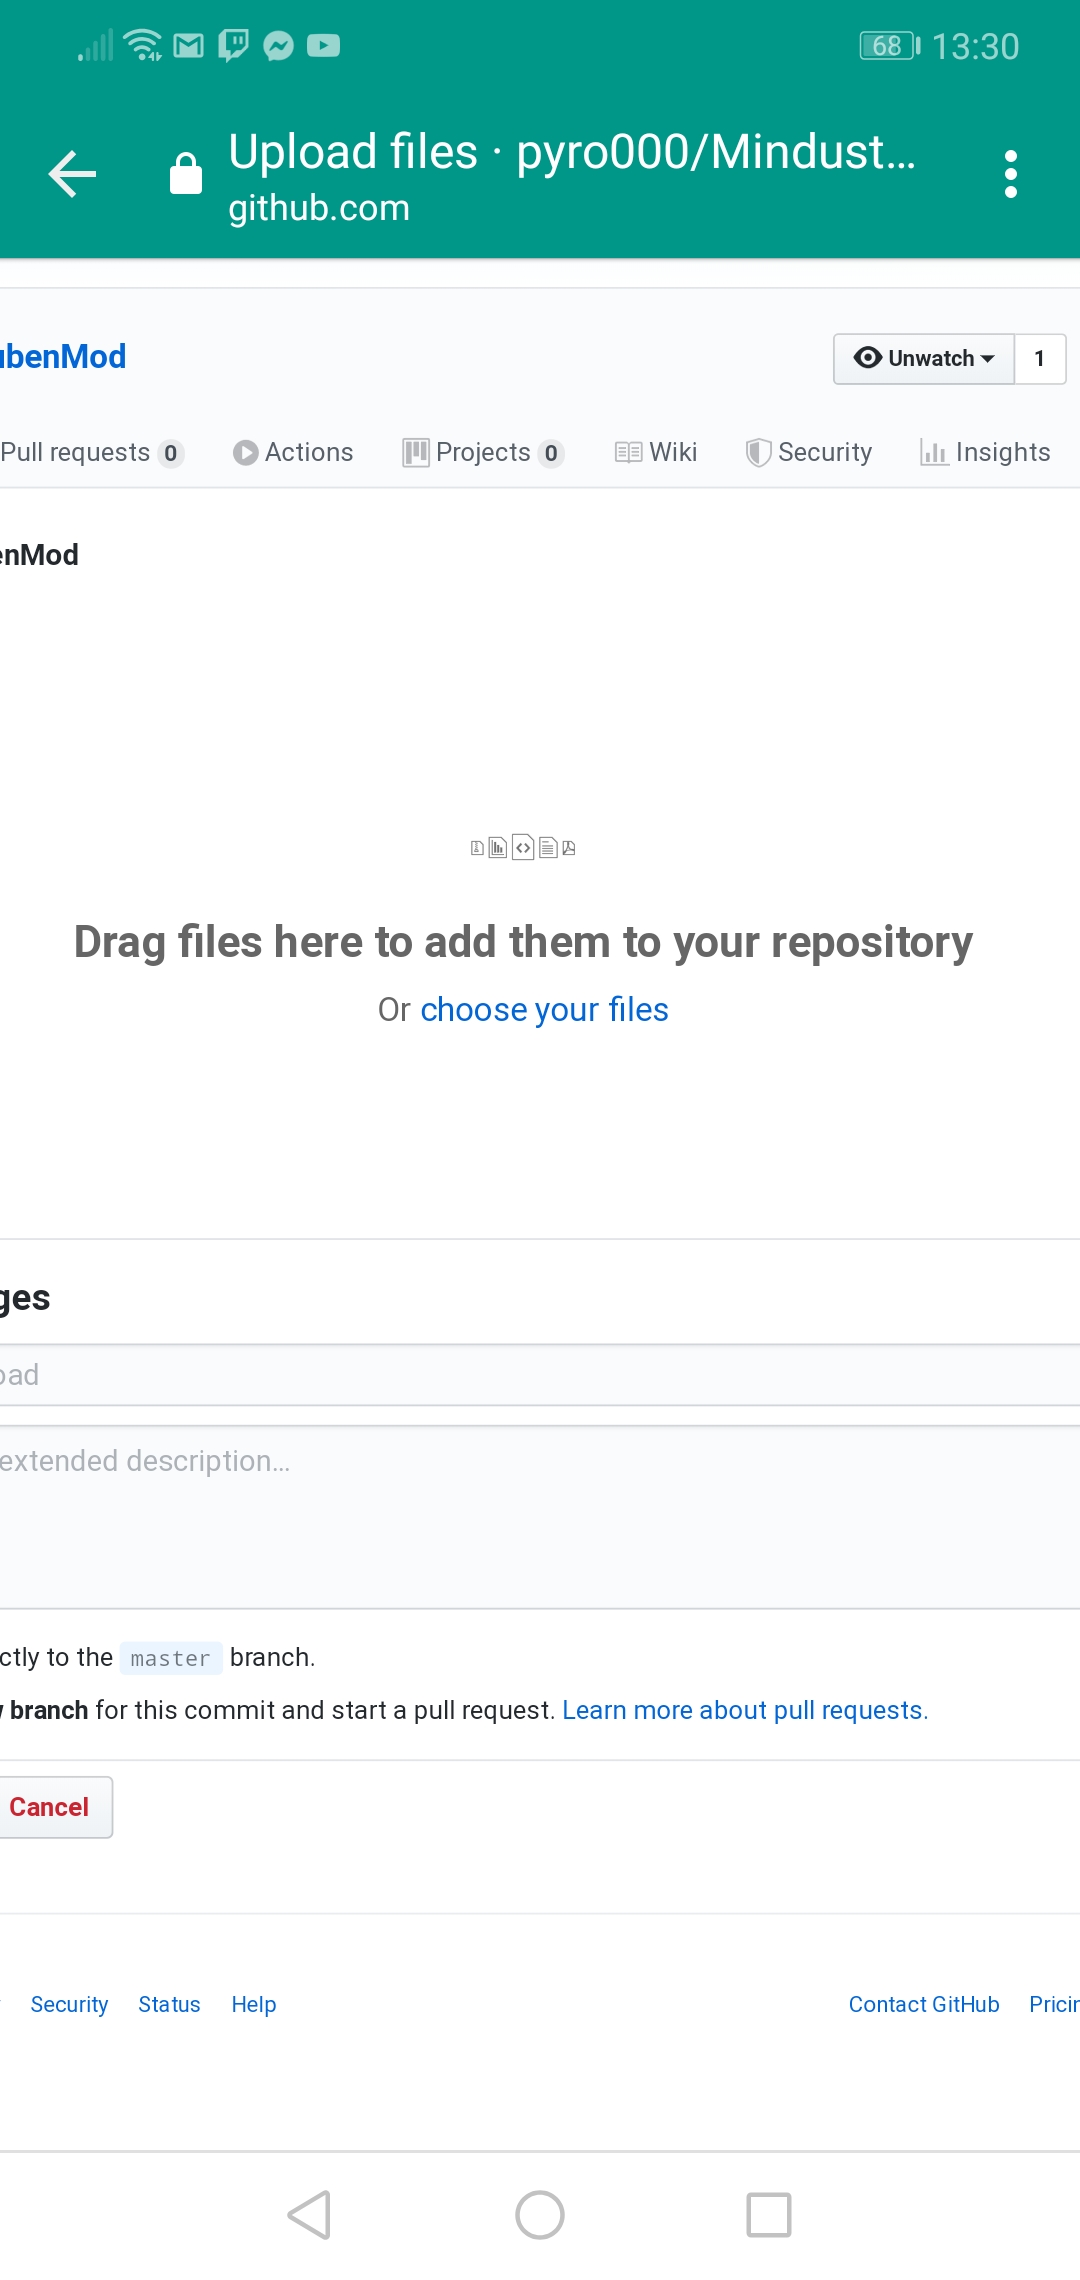 68 13:30
Upload files · pyro000/Mindust...
github.com
ubenMod
Unwatch 1
Pull requests 0 Actions Projects 0 Wiki Security Insights
enMod
Drag files here to add them to your repository
Or choose your files
ges
oad
extended description...
ctly to the master branch.
branch for this commit and start a pull request. Learn more about pull requests.
Cancel
Security Status Help Contact GitHub Pricin